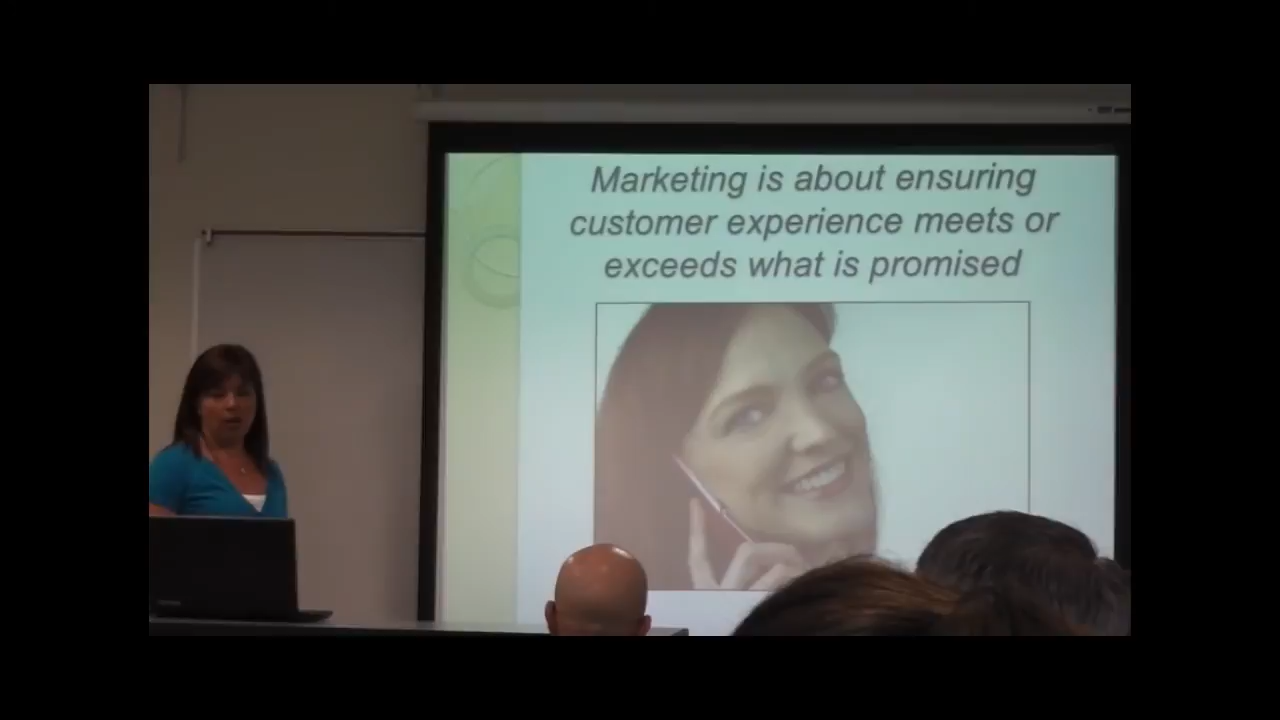 Marketing is about ensuring
customer experience meets or
exceeds what is promised